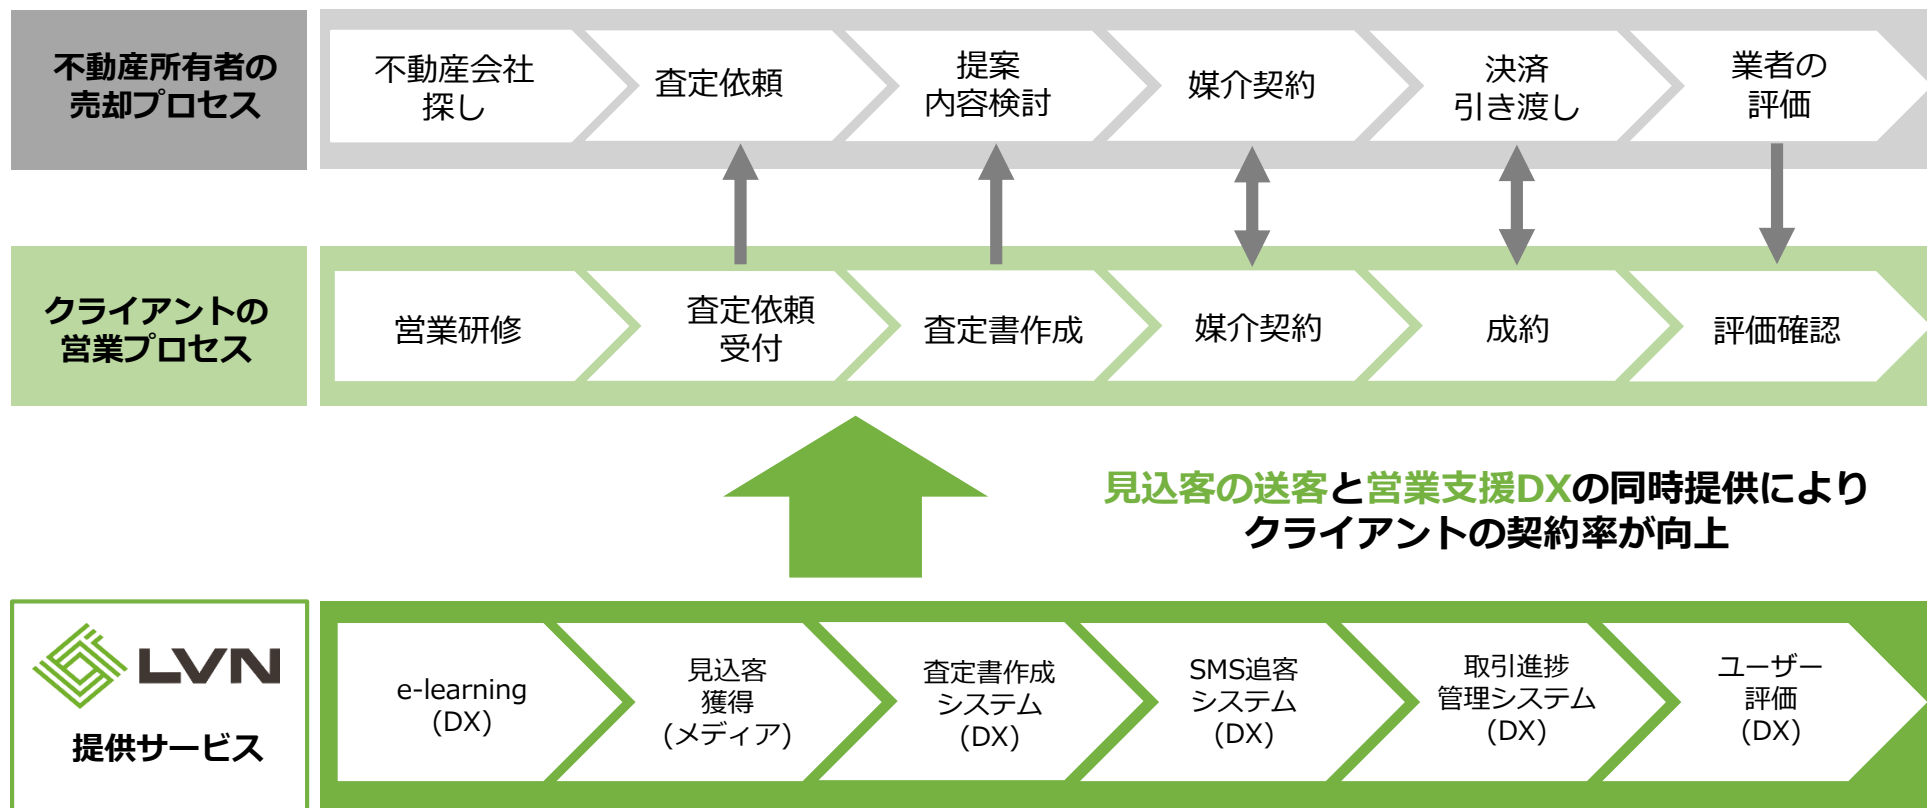 不動産所有者の
売却プロセス
不動産会社
探し
査定依頼
提案
内容検討
媒介契約
決済
引き渡し
業者の
評価
クライアントの
営業プロセス
営業研修
査定依頼
受付
査定書作成
媒介契約
成約
評価確認
見込客の送客と営業支援DXの同時提供により
クライアントの契約率が向上
LVN
提供サービス
e-learning
(DX)
見込客
獲得
(メディア)
査定書作成
システム
(DX)
SMS追客
システム
(DX)
取引進捗
管理システム
(DX)
ユーザー
評価
(DX)